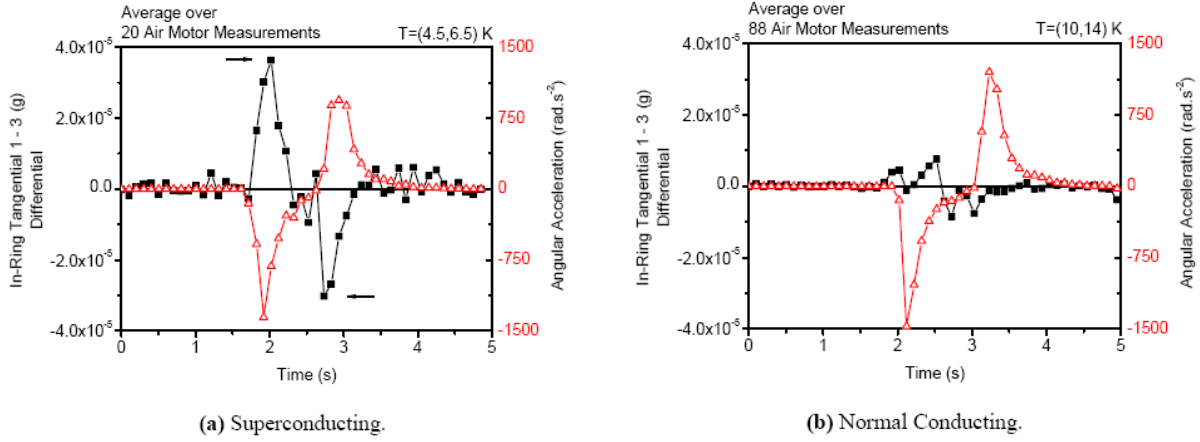 Average over
20 Air Motor Measurements T=(4.5,6.5) K
4.0x10⁻⁵
2.0x10⁻⁵
0.0
-2.0x10⁻⁵
-4.0x10⁻⁵
In-Ring Tangential 1 - 3 (g)
Differential
1500
750
0
-750
-1500
Angular Acceleration (rad.s⁻²)
0 1 2 3 4 5
Time (s)
(a) Superconducting.
Average over
88 Air Motor Measurements T=(10,14) K
4.0x10⁻⁵
2.0x10⁻⁵
0.0
-2.0x10⁻⁵
-4.0x10⁻⁵
In-Ring Tangential 1 - 3 (g)
Differential
1500
750
0
-750
-1500
Angular Acceleration (rad.s⁻²)
0 1 2 3 4 5
Time (s)
(b) Normal Conducting.